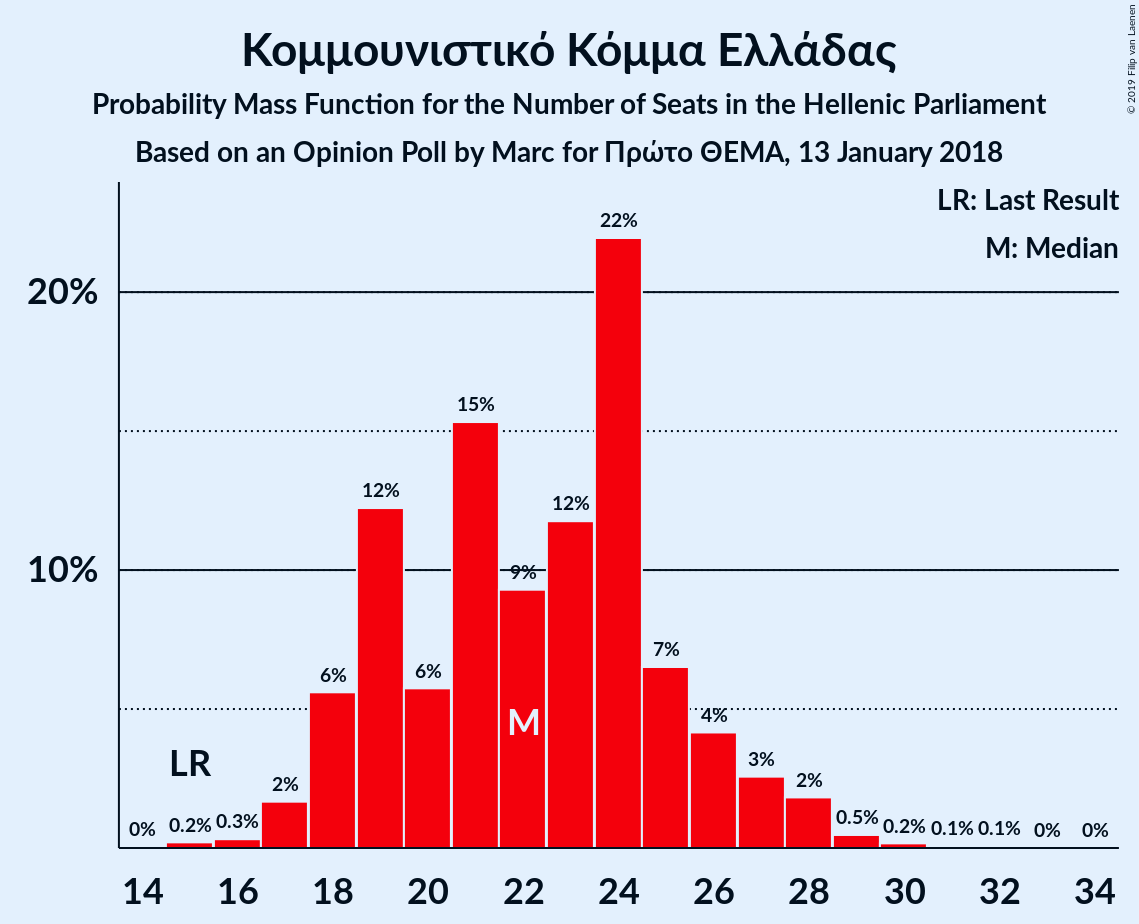 Κομμουνιστικό Κόμμα Ελλάδας
Probability Mass Function for the Number of Seats in the Hellenic Parliament
Based on an Opinion Poll by Marc for Πρώτο ΘΕΜΑ, 13 January 2018
© 2019 Filip van Laenen
LR: Last Result
M: Median
20%
10%
0% 0.2% 0.3% 2% 6% 12% 6% 15% 9% 12% 22% 7% 4% 3% 2% 0.5% 0.2% 0.1% 0.1% 0% 0%
LR
M
14 16 18 20 22 24 26 28 30 32 34